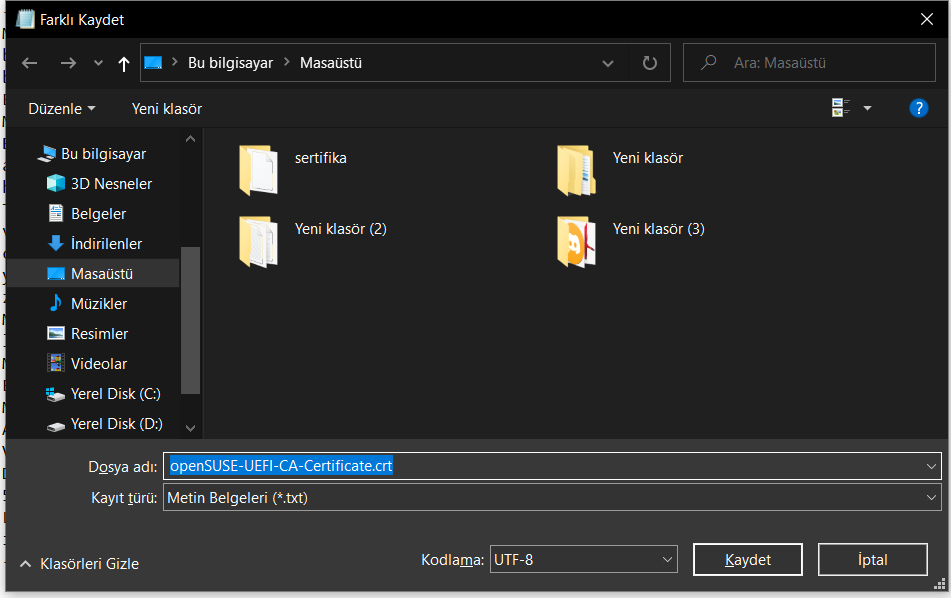 Farklı Kaydet
Bu bilgisayar
Masaüstü
Ara: Masaüstü
Düzenle
Yeni klasör
?
Bu bilgisayar
3D Nesneler
Belgeler
İndirilenler
Masaüstü
Müzikler
Resimler
Videolar
Yerel Disk (C:)
Yerel Disk (D:)
sertifika
Yeni klasör
Yeni klasör (2)
Yeni klasör (3)
Dosya adı: openSUSE-UEFI-CA-Certificate.crt
Kayıt türü: Metin Belgeleri (*.txt)
Klasörleri Gizle
Kodlama: UTF-8
Kaydet
İptal